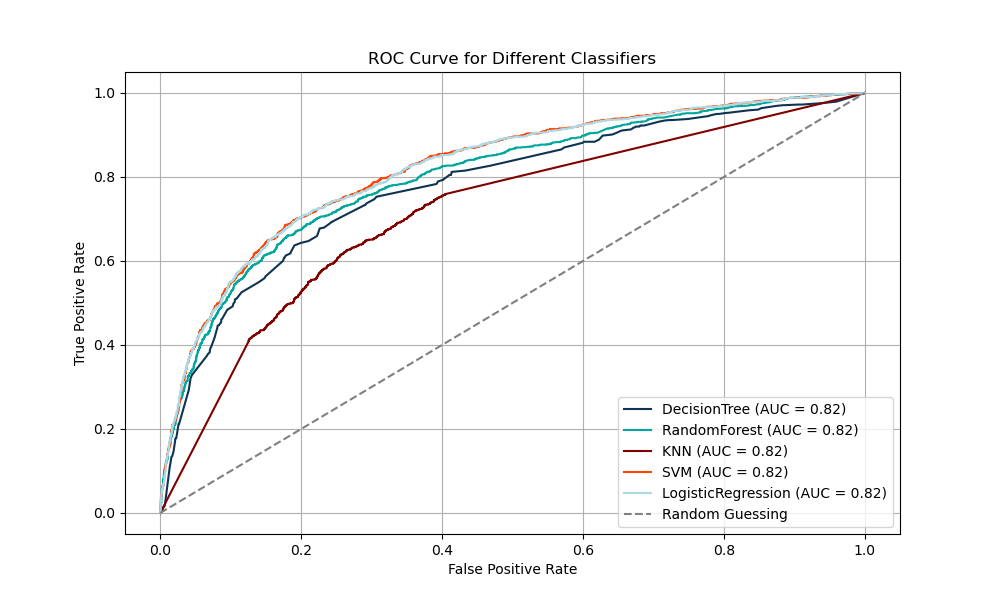 ROC Curve for Different Classifiers
True Positive Rate
1.0
0.8
0.6
0.4
0.2
0.0
DecisionTree (AUC = 0.82)
RandomForest (AUC = 0.82)
KNN (AUC = 0.82)
SVM (AUC = 0.82)
LogisticRegression (AUC = 0.82)
Random Guessing
0.0 0.2 0.4 0.6 0.8 1.0
False Positive Rate